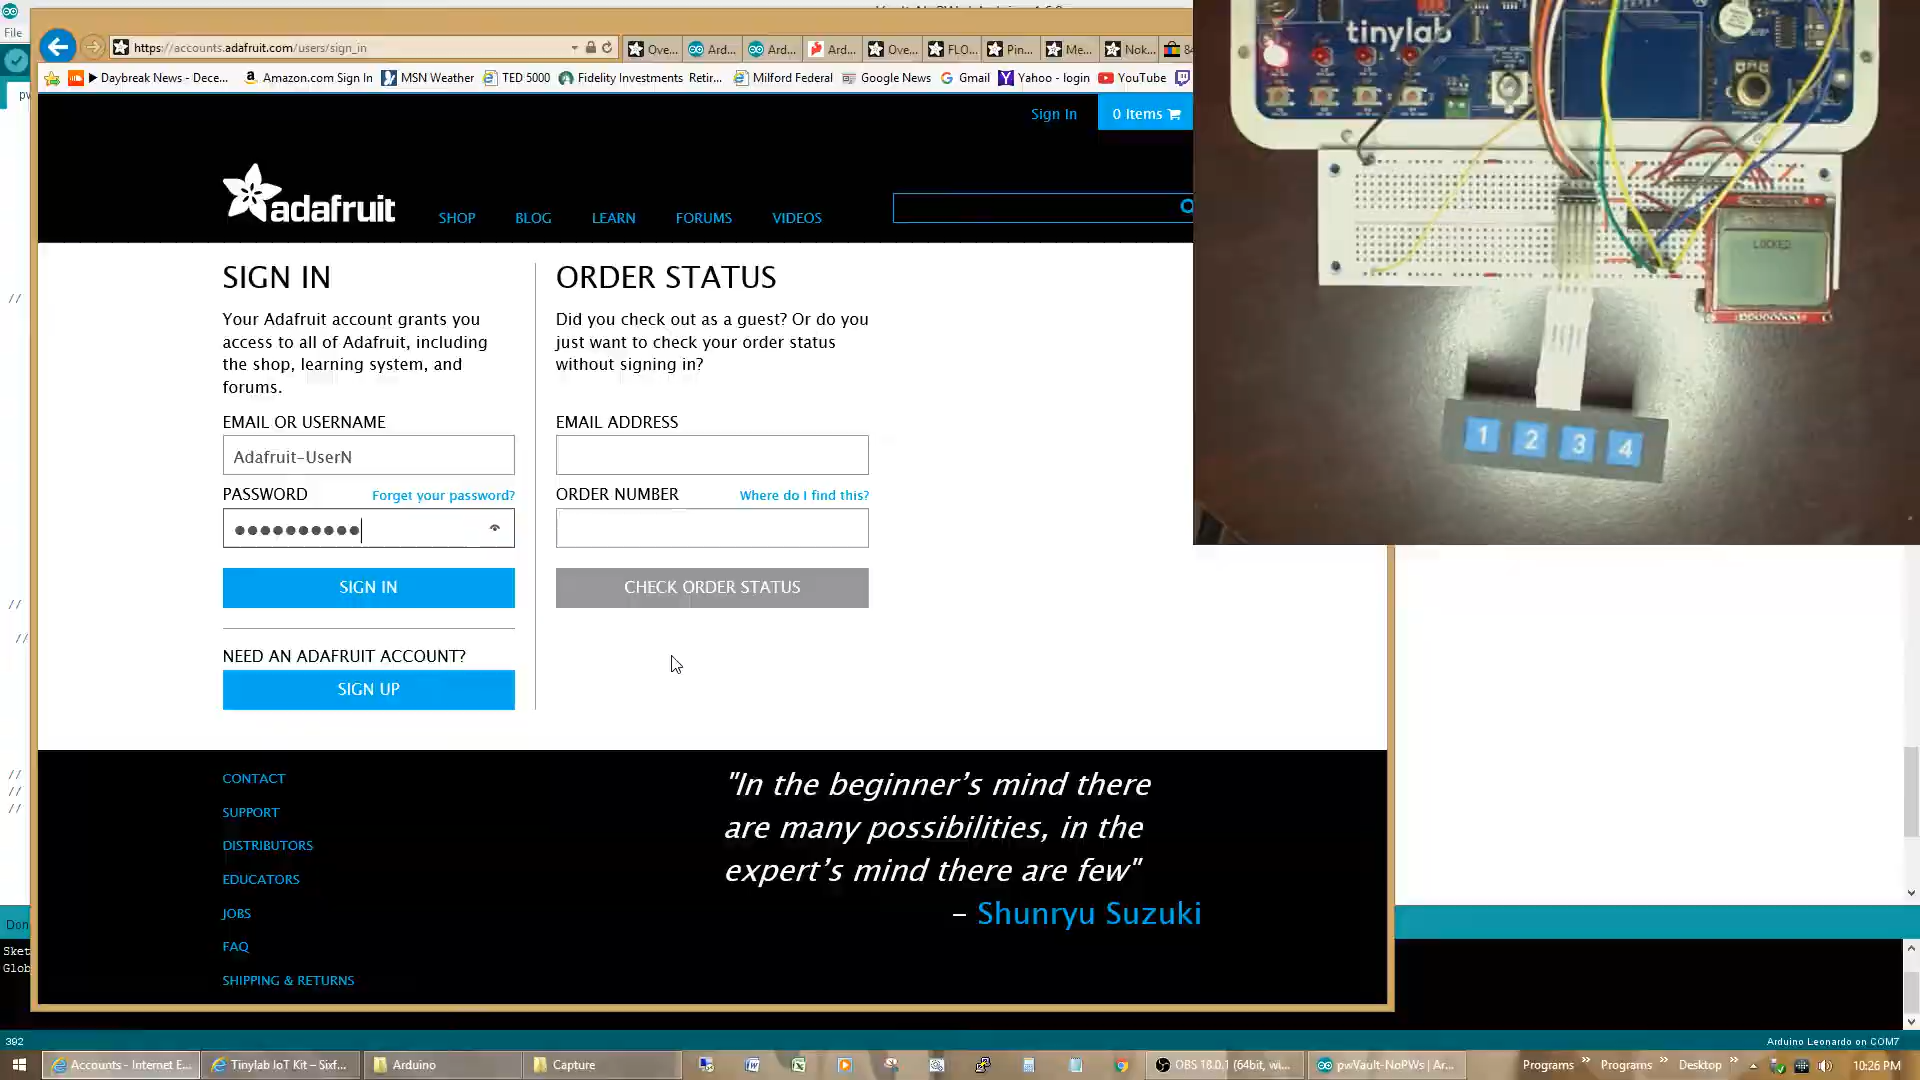 File
https://accounts.adafruit.com/users/sign_in
Ove...
Ard...
Ard...
Ard...
Ove...
FLO...
Pin...
Me...
Nok...
Daybreak News - Dece...
Amazon.com Sign In
MSN Weather
TED 5000
Fidelity Investments Retir...
Milford Federal
Google News
Gmail
Yahoo - login
YouTube
Sign In
0 Items
adafruit
SHOP
BLOG
LEARN
FORUMS
VIDEOS
SIGN IN
Your Adafruit account grants you
access to all of Adafruit, including
the shop, learning system, and
forums.
EMAIL OR USERNAME
Adafruit-UserN
PASSWORD
Forget your password?
SIGN IN
NEED AN ADAFRUIT ACCOUNT?
SIGN UP
ORDER STATUS
Did you check out as a guest? Or do you
just want to check your order status
without signing in?
EMAIL ADDRESS
ORDER NUMBER
Where do I find this?
CHECK ORDER STATUS
tinylab
LOCKED
1 2 3 4
//
//
//
//
//
//
CONTACT
SUPPORT
DISTRIBUTORS
EDUCATORS
JOBS
FAQ
SHIPPING & RETURNS
"In the beginner's mind there
are many possibilities, in the
expert's mind there are few"
– Shunryu Suzuki
Don
Sket
Glob
392
Arduino Leonardo on COM7
Accounts - Internet E...
Tinylab IoT Kit – Sixf...
Arduino
Capture
OBS 18.0.1 (64bit, wi...
pwVault-NoPWs | Ar...
Programs
Programs
Desktop
10:26 PM